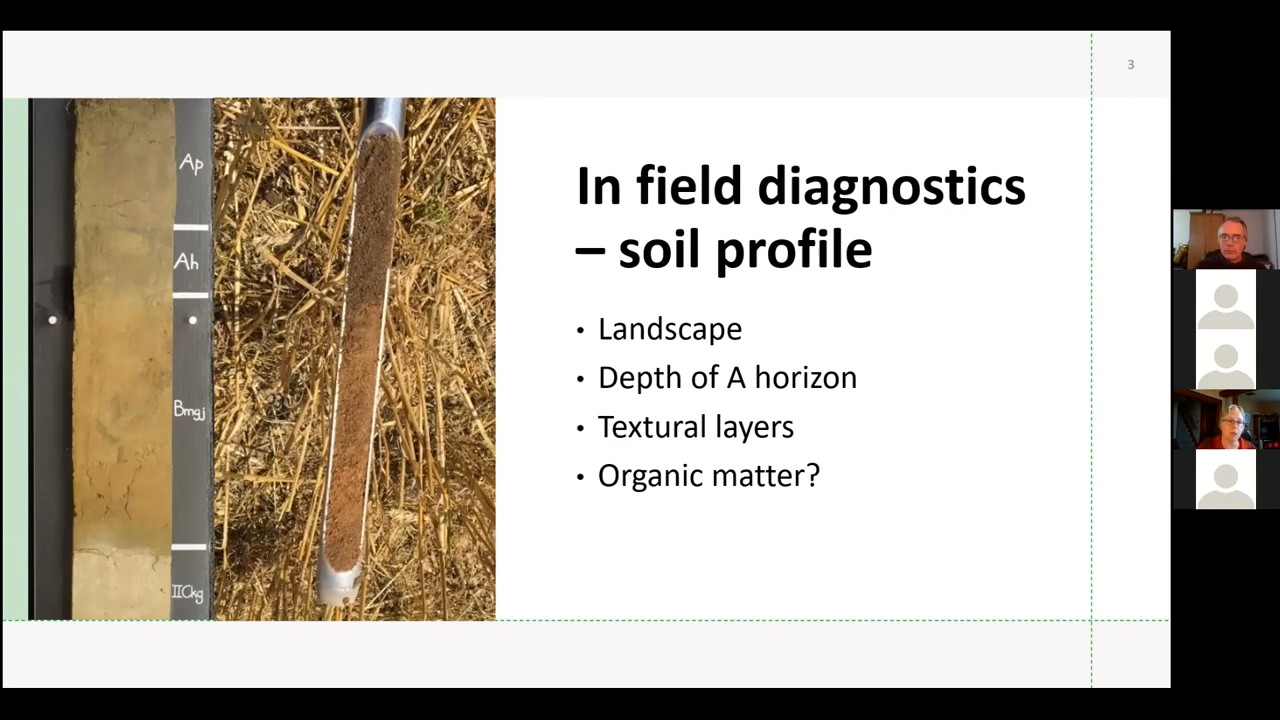 3
Ap
Ah
Bmgj
IICkg
In field diagnostics
– soil profile
• Landscape
• Depth of A horizon
• Textural layers
• Organic matter?